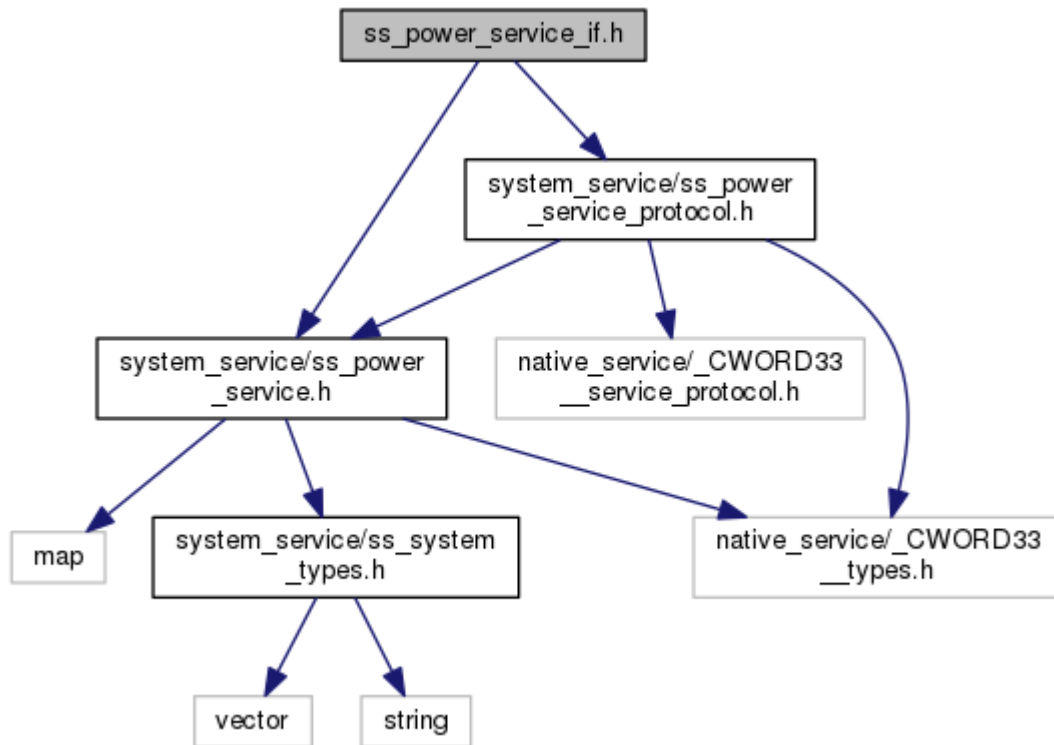 ss_power_service_if.h
system_service/ss_power
_service_protocol.h
system_service/ss_power
_service.h
native_service/_CWORD33
__service_protocol.h
map
system_service/ss_system
_types.h
native_service/_CWORD33
__types.h
vector
string